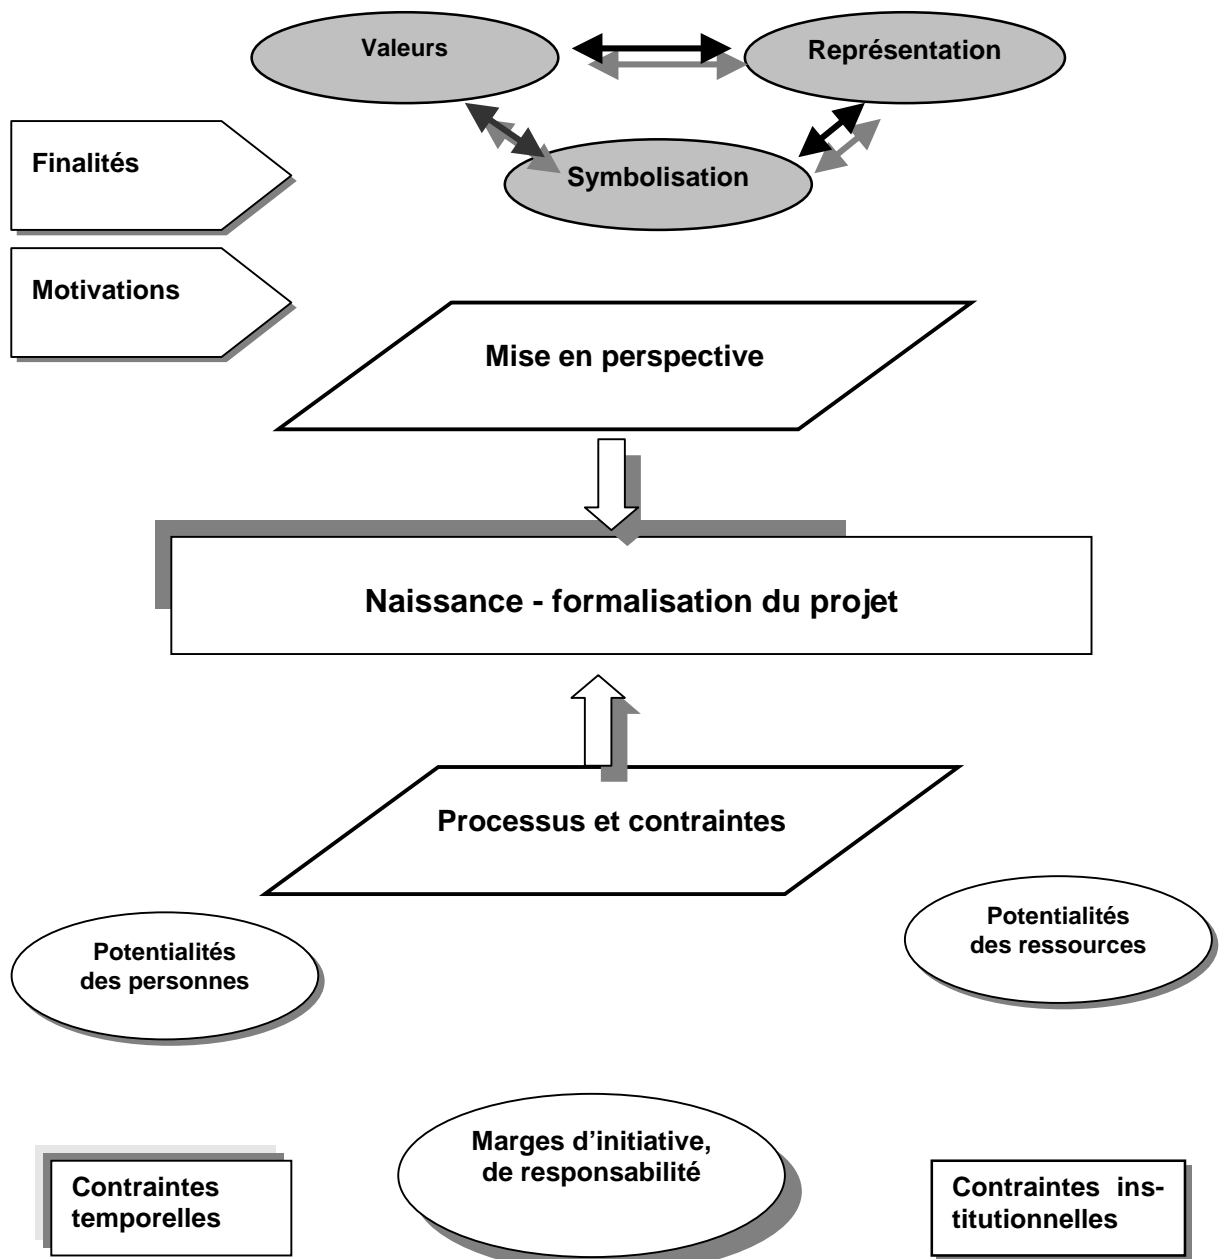 Valeurs
Représentation
Finalités
Symbolisation
Motivations
Mise en perspective
Naissance - formalisation du projet
Processus et contraintes
Potentialités
des personnes
Potentialités
des ressources
Marges d’initiative,
de responsabilité
Contraintes
temporelles
Contraintes ins-
titutionnelles